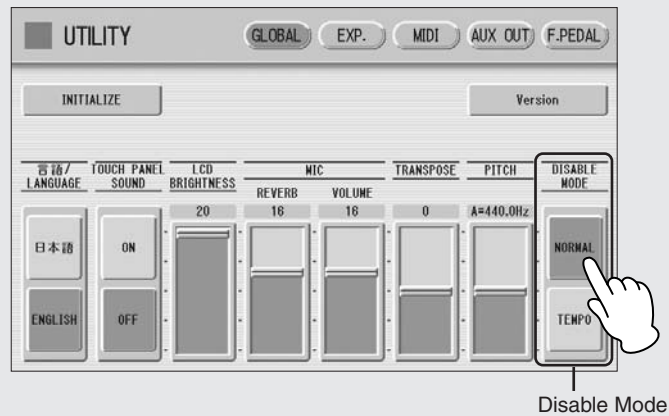 UTILITY
GLOBAL EXP. MIDI AUX OUT F.PEDAL
INITIALIZE Version
言語/ TOUCH PANEL LCD MIC TRANSPOSE PITCH DISABLE
LANGUAGE SOUND BRIGHTNESS REVERB VOLUME MODE
20 16 16 0 A=440.0Hz
日本語 ON NORMAL
ENGLISH OFF TEMPO
Disable Mode